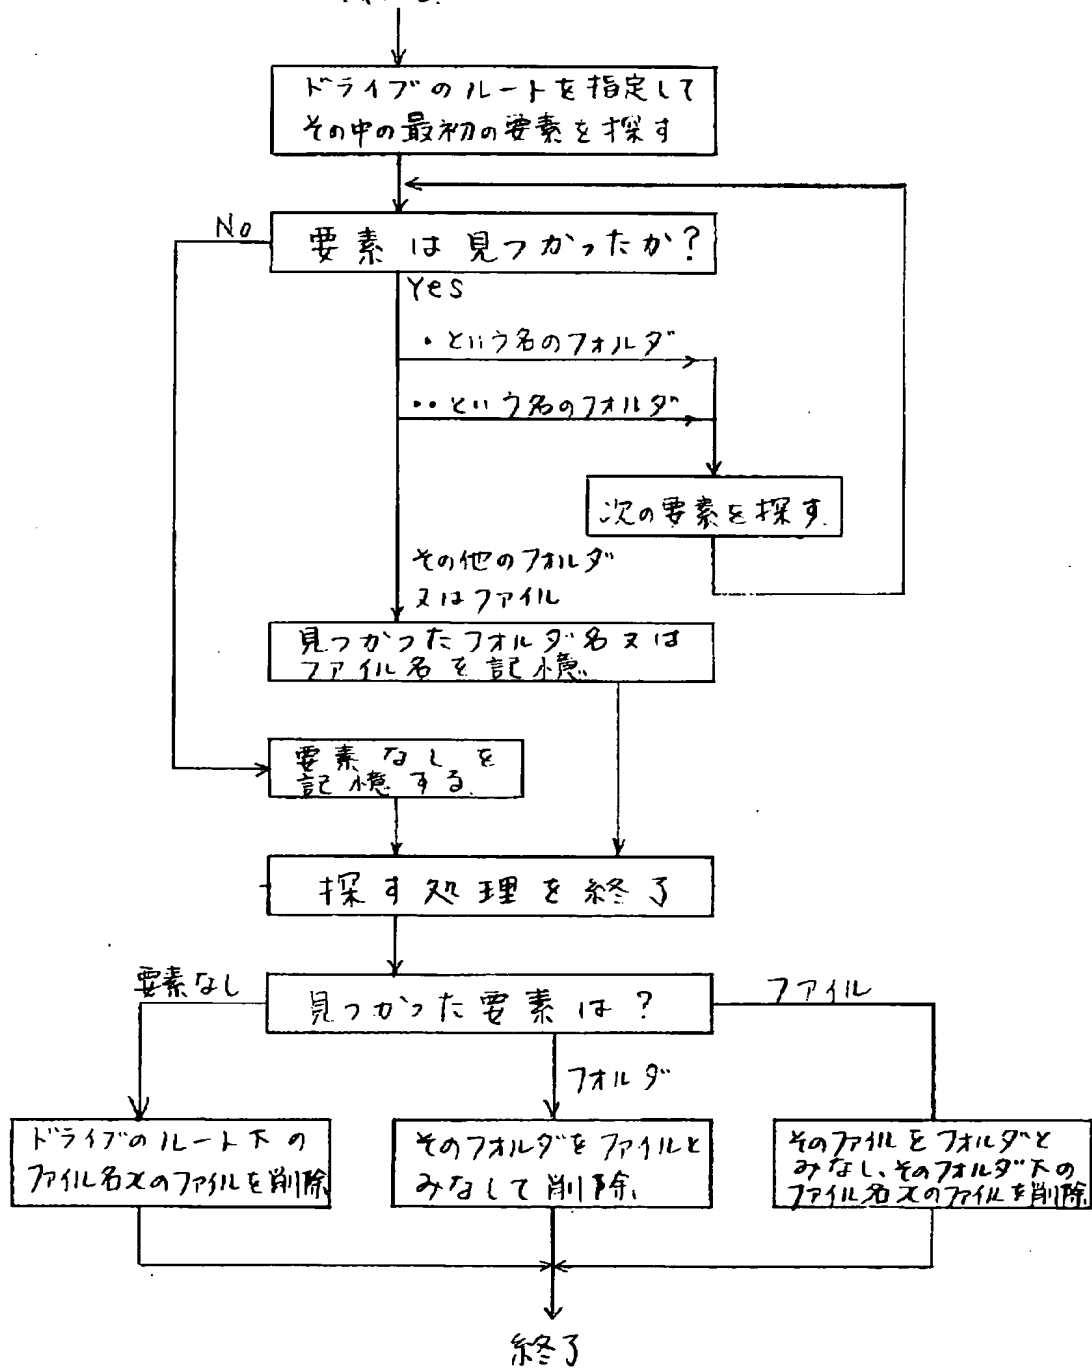 ドライブのルートを指定して
その中の最初の要素を探す
No
要素は見つかったか?
Yes
・という名のフォルダ
・・という名のフォルダ
次の要素を探す.
その他のフォルダ
又はファイル
見つかったフォルダ名又は
ファイル名を記憶.
要素なしを
記憶する.
探す処理を終了
要素なし
見つかった要素は?
ファイル
フォルダ
ドライブのルート下の
ファイル名xのファイルを削除
そのフォルダをファイルと
みなして削除.
そのファイルをフォルダと
みなし、そのフォルダ下の
ファイル名xのファイルを削除
終了